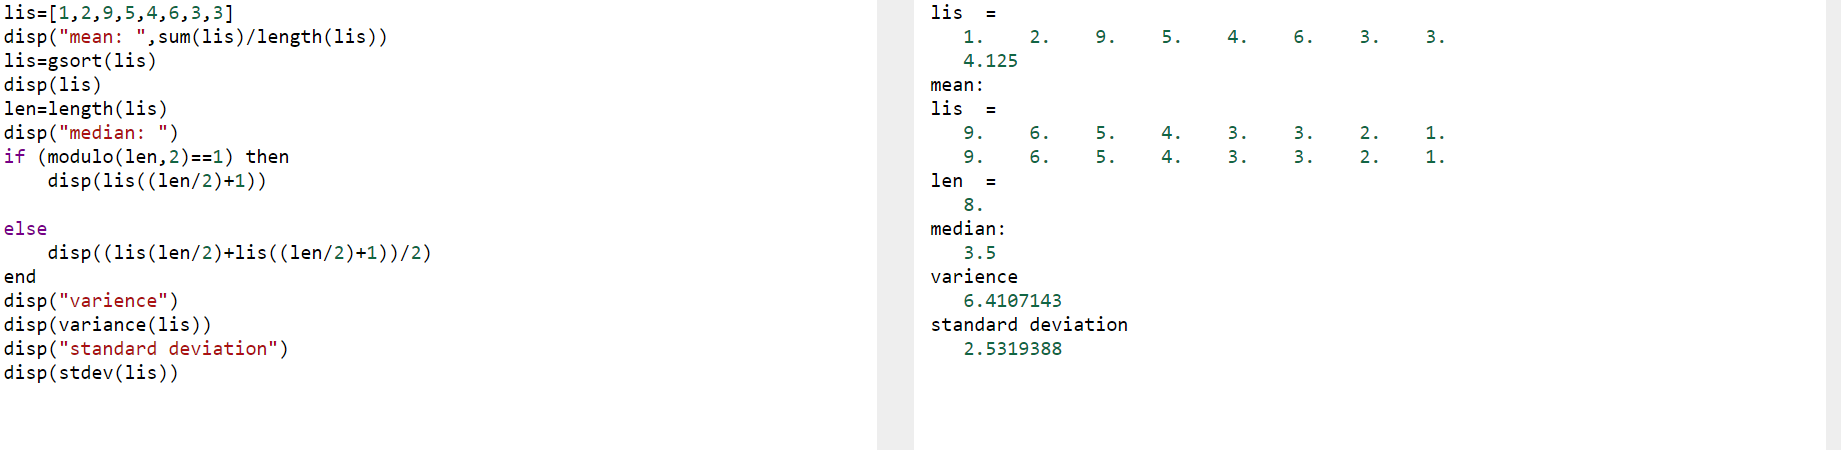 lis=[1,2,9,5,4,6,3,3]
disp("mean: ",sum(lis)/length(lis))
lis=gsort(lis)
disp(lis)
len=length(lis)
disp("median: ")
if (modulo(len,2)==1) then
    disp(lis((len/2)+1))
else
    disp((lis(len/2)+lis((len/2)+1))/2)
end
disp("varience")
disp(variance(lis))
disp("standard deviation")
disp(stdev(lis))
lis  =
   1.    2.    9.    5.    4.    6.    3.    3.
   4.125
mean:
lis  =
   9.    6.    5.    4.    3.    3.    2.    1.
   9.    6.    5.    4.    3.    3.    2.    1.
len  =
   8.
median:
   3.5
varience
   6.4107143
standard deviation
   2.5319388